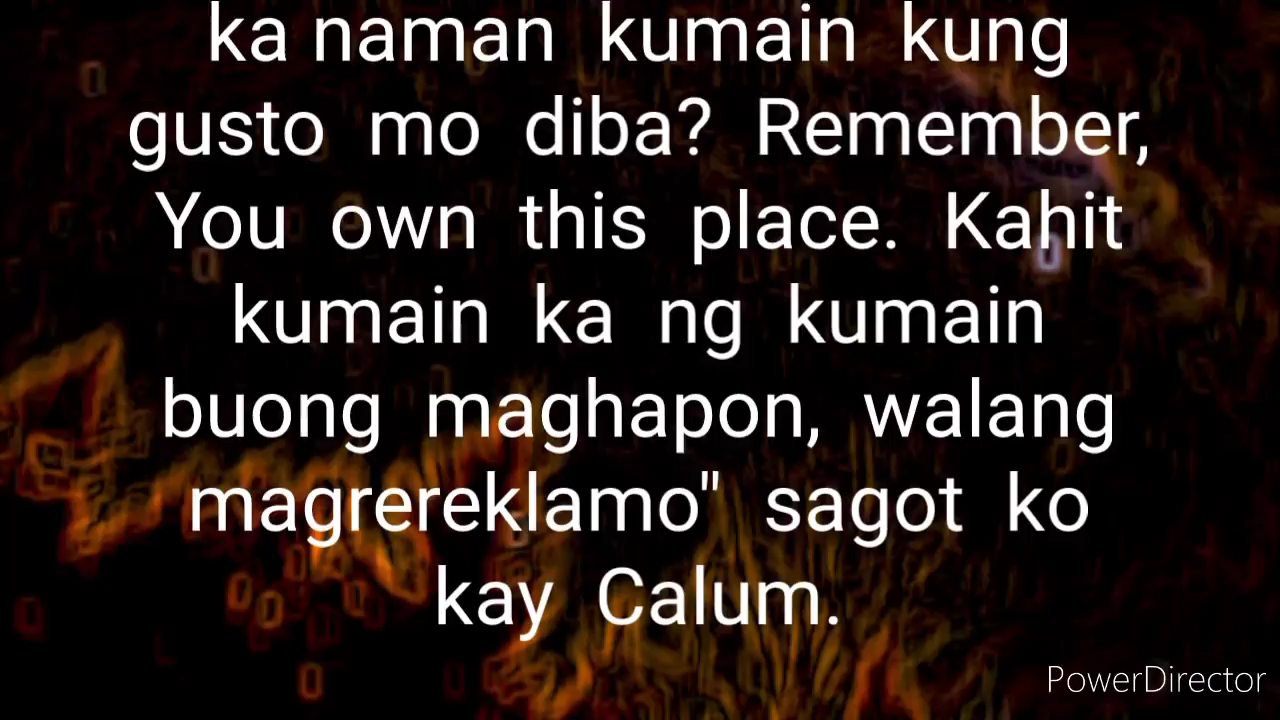 ka naman kumain kung
gusto mo diba? Remember,
You own this place. Kahit
kumain ka ng kumain
buong maghapon, walang
magrereklamo" sagot ko
kay Calum.
PowerDirector